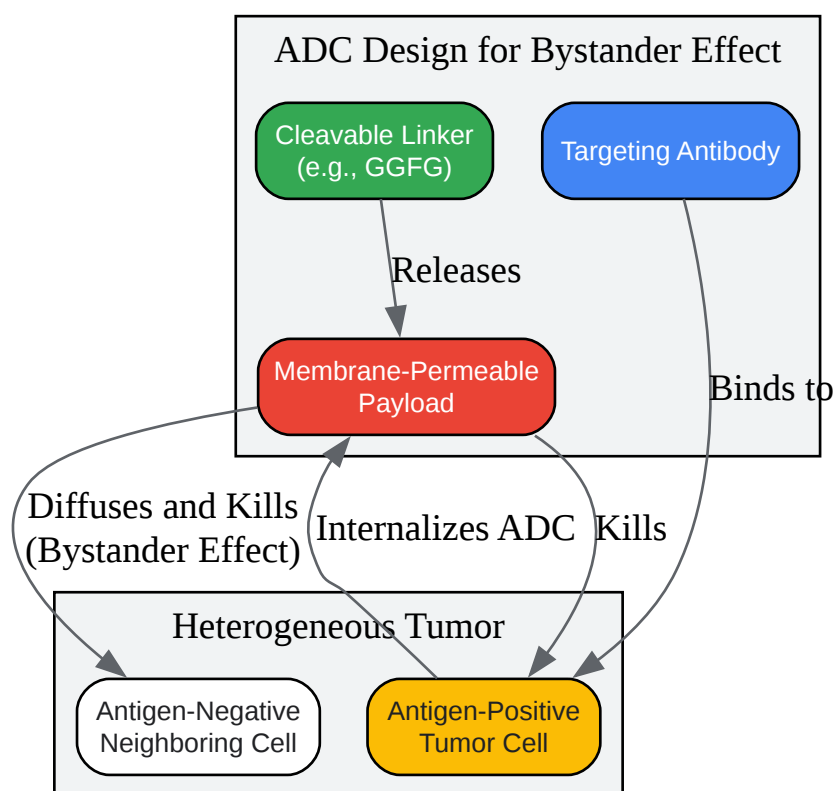 ADC Design for Bystander Effect
Cleavable Linker
(e.g., GGFG)
Targeting Antibody
Releases
Membrane-Permeable
Payload
Binds to
Diffuses and Kills
(Bystander Effect)
Internalizes ADC
Kills
Heterogeneous Tumor
Antigen-Negative
Neighboring Cell
Antigen-Positive
Tumor Cell